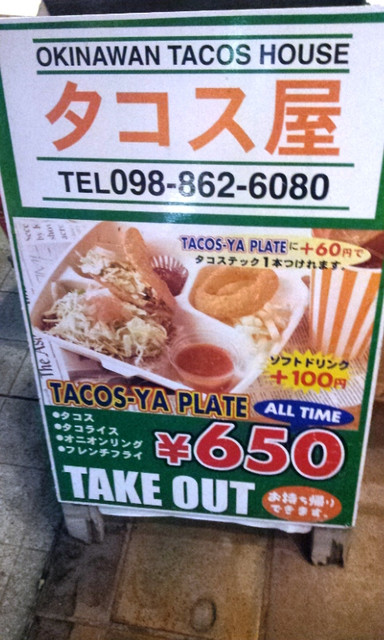 OKINAWAN TACOS HOUSE
タコス屋
TEL098-862-6080
TACOS-YA PLATEに+60円で
タコステック1本つけれます。
ソフトドリンク
+100円
TACOS-YA PLATE
ALL TIME
●タコス
●タコライス
●オニオンリング
●フレンチフライ
¥650
TAKE OUT
お持ち帰り
できます。